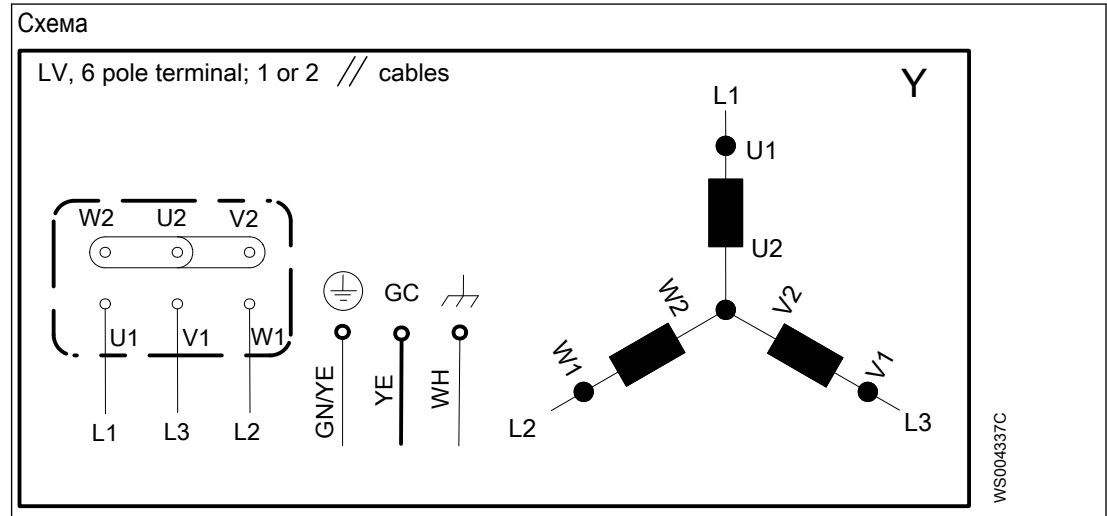 Схема
LV, 6 pole terminal; 1 or 2 // cables
Y
W2 U2 V2
U1 V1 W1
L1 L3 L2
GC
GN/YE
YE
WH
L1
U1
U2
W2
V2
W1
V1
L2
L3
WS004337C